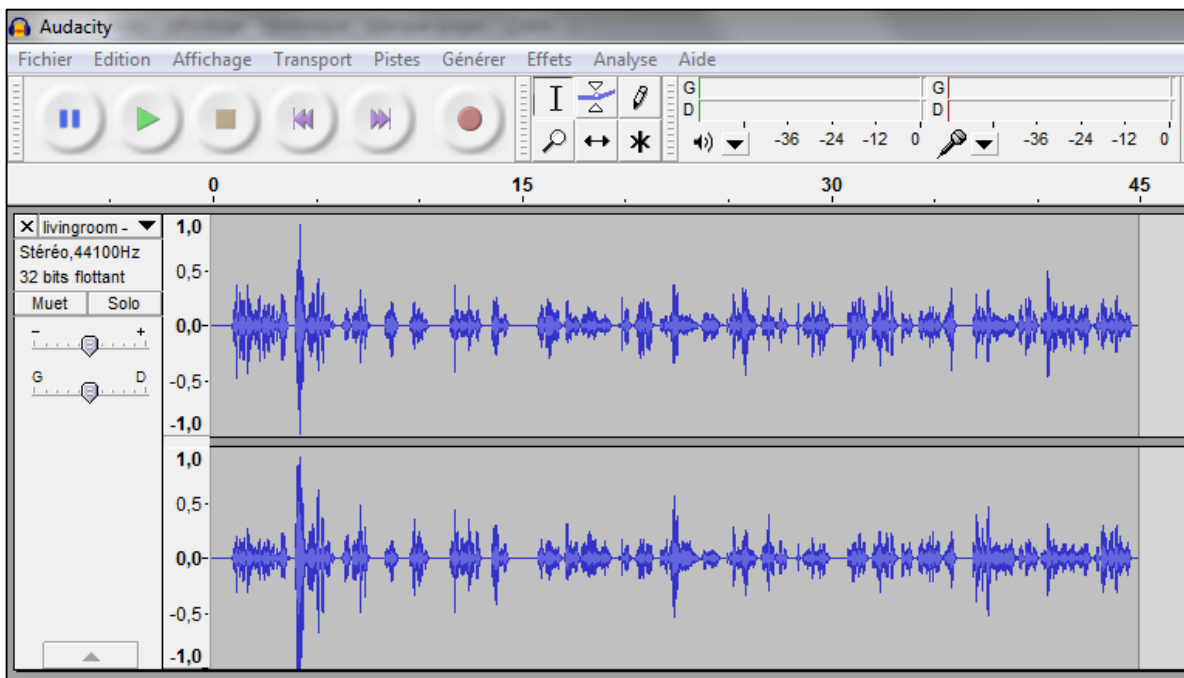 Audacity
Fichier Edition Affichage Transport Pistes Générer Effets Analyse Aide
G G
D D
-36 -24 -12 0 -36 -24 -12 0
0 15 30 45
livingroom - 1,0
Stéréo,44100Hz
0,5
32 bits flottant
Muet Solo
- + 0,0
G D
-0,5
-1,0
1,0
0,5
0,0
-0,5
-1,0